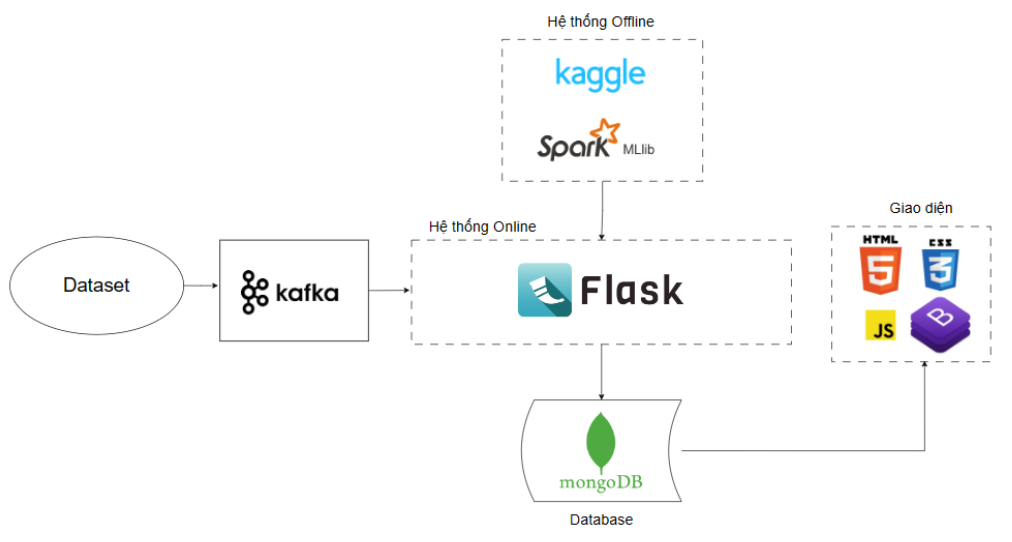 Hệ thống Offline
kaggle
Spark MLlib
Giao diện
Hệ thống Online
HTML
5
CSS
3
Dataset
kafka
Flask
JS
B
mongoDB
Database